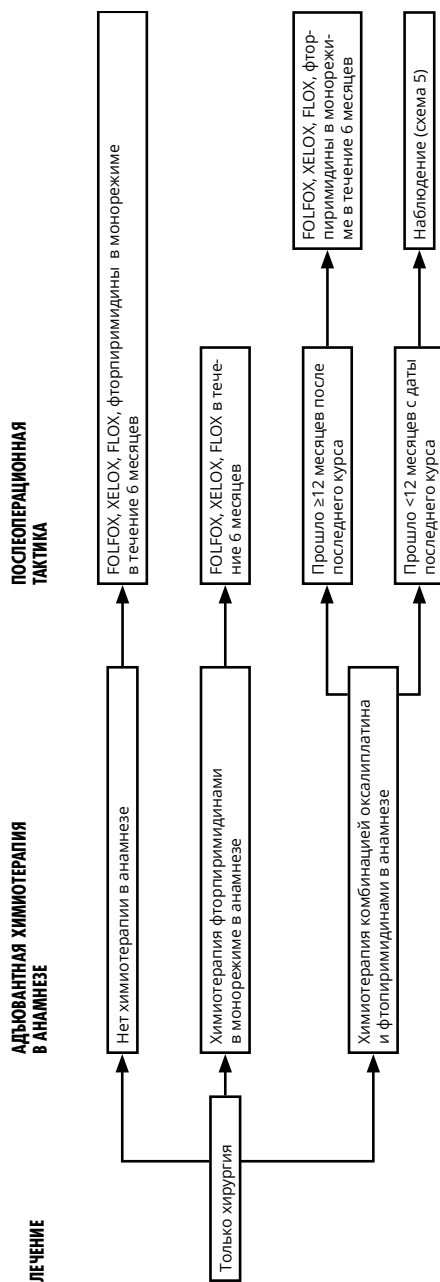 ЛЕЧЕНИЕ
АДЪЮВАНТНАЯ ХИМИОТЕРАПИЯ
В АНАМНЕЗЕ
ПОСЛЕОПЕРАЦИОННАЯ
ТАКТИКА
Только хирургия
Нет химиотерапии в анамнезе
FOLFOX, XELOX, FLOX, фторпиримидины в монорежиме
в течение 6 месяцев
Химиотерапия фторпиримидинами
в монорежиме в анамнезе
FOLFOX, XELOX, FLOX в тече-
ние 6 месяцев
Химиотерапия комбинацией оксалиплатина
и фтопиримидинами в анамнезе
Прошло ≥12 месяцев после
последнего курса
FOLFOX, XELOX, FLOX, фтор-
пиримидины в монорежи-
ме в течение 6 месяцев
Прошло <12 месяцев с даты
последнего курса
Наблюдение (схема 5)